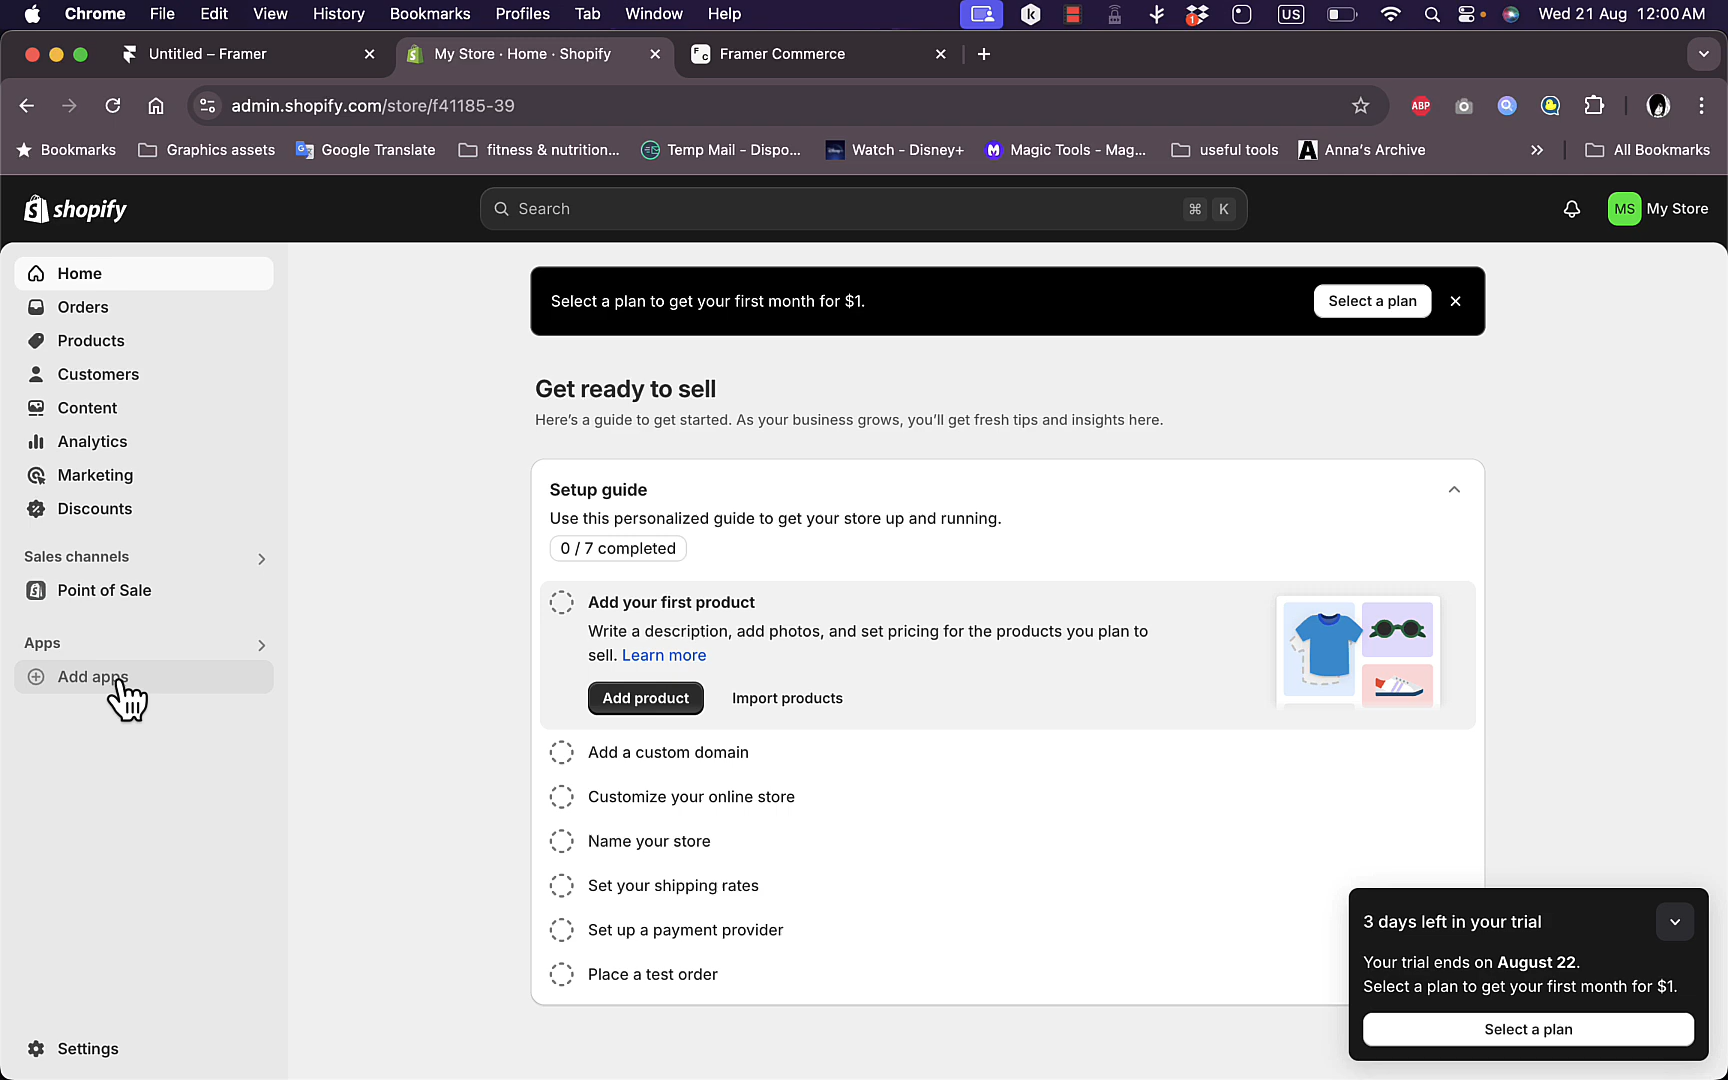 Chrome File Edit View History Bookmarks Profiles Tab Window Help US Wed 21 Aug 12:00 AM
Untitled – Framer My Store · Home · Shopify Framer Commerce
admin.shopify.com/store/f41185-39 ABP
Bookmarks Graphics assets Google Translate fitness & nutrition... Temp Mail - Dispo... Watch - Disney+ Magic Tools - Mag... useful tools Anna's Archive All Bookmarks
shopify Search ⌘ K MS My Store
Home
Orders
Products
Customers
Content
Analytics
Marketing
Discounts
Sales channels
Point of Sale
Apps
Add apps
Settings
Select a plan to get your first month for $1. Select a plan
Get ready to sell
Here's a guide to get started. As your business grows, you'll get fresh tips and insights here.
Setup guide
Use this personalized guide to get your store up and running.
0 / 7 completed
Add your first product
Write a description, add photos, and set pricing for the products you plan to
sell. Learn more
Add product Import products
Add a custom domain
Customize your online store
Name your store
Set your shipping rates
Set up a payment provider
Place a test order
3 days left in your trial
Your trial ends on August 22.
Select a plan to get your first month for $1.
Select a plan